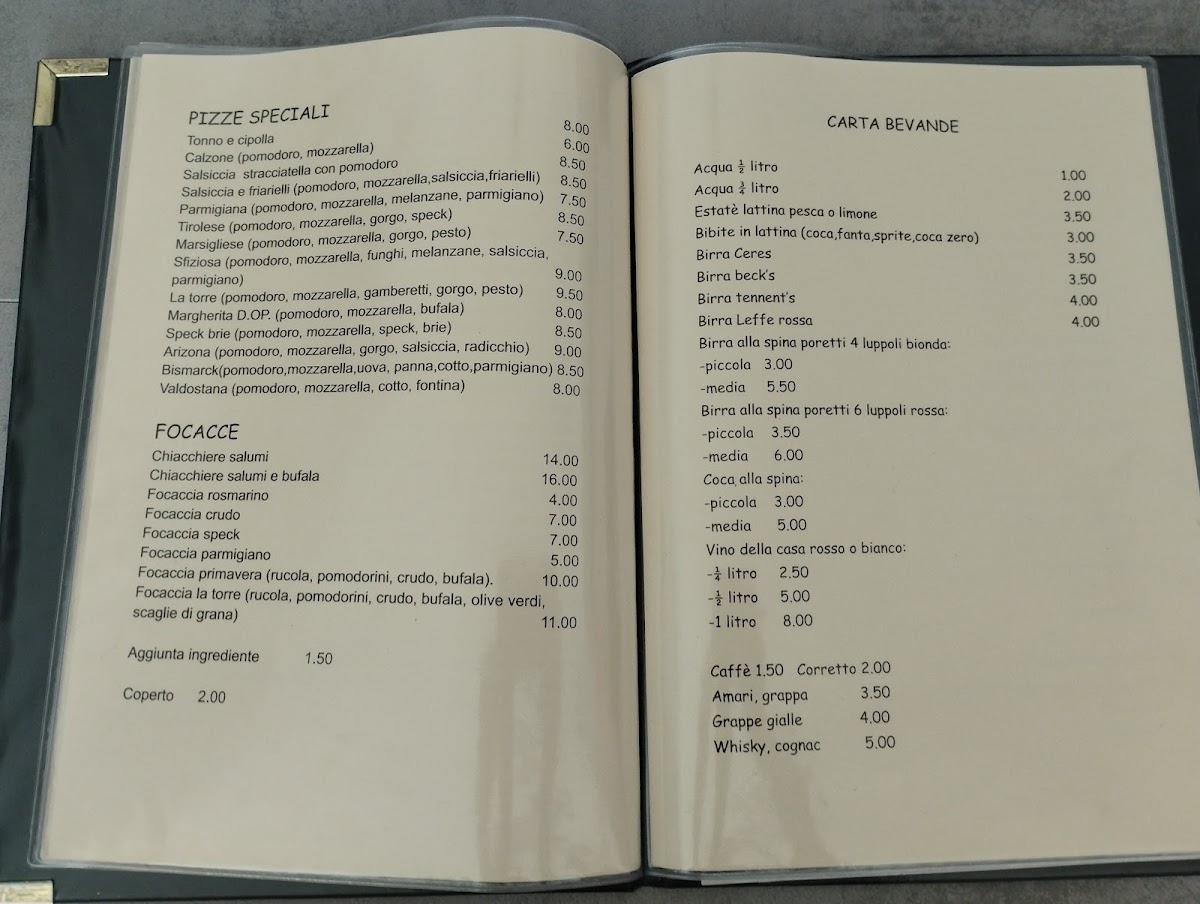 PIZZE SPECIALI
Tonno e cipolla 8.00
Calzone (pomodoro, mozzarella) 6.00
Salsiccia stracciatella con pomodoro 8.50
Salsiccia e friarielli (pomodoro, mozzarella,salsiccia,friarielli) 8.50
Parmigiana (pomodoro, mozzarella, melanzane, parmigiano) 7.50
Tirolese (pomodoro, mozzarella, gorgo, speck) 8.50
Marsigliese (pomodoro, mozzarella, gorgo, pesto) 7.50
Sfiziosa (pomodoro, mozzarella, funghi, melanzane, salsiccia,
parmigiano) 9.00
La torre (pomodoro, mozzarella, gamberetti, gorgo, pesto) 9.50
Margherita D.OP. (pomodoro, mozzarella, bufala) 8.00
Speck brie (pomodoro, mozzarella, speck, brie) 8.50
Arizona (pomodoro, mozzarella, gorgo, salsiccia, radicchio) 9.00
Bismarck(pomodoro,mozzarella,uova, panna,cotto,parmigiano) 8.50
Valdostana (pomodoro, mozzarella, cotto, fontina) 8.00
FOCACCE
Chiacchiere salumi 14.00
Chiacchiere salumi e bufala 16.00
Focaccia rosmarino 4.00
Focaccia crudo 7.00
Focaccia speck 7.00
Focaccia parmigiano 5.00
Focaccia primavera (rucola, pomodorini, crudo, bufala). 10.00
Focaccia la torre (rucola, pomodorini, crudo, bufala, olive verdi,
scaglie di grana) 11.00
Aggiunta ingrediente 1.50
Coperto 2.00
CARTA BEVANDE
Acqua ½ litro 1.00
Acqua ¾ litro 2.00
Estatè lattina pesca o limone 3.50
Bibite in lattina (coca,fanta,sprite,coca zero) 3.00
Birra Ceres 3.50
Birra beck's 3.50
Birra tennent's 4.00
Birra Leffe rossa 4.00
Birra alla spina poretti 4 luppoli bionda:
-piccola 3.00
-media 5.50
Birra alla spina poretti 6 luppoli rossa:
-piccola 3.50
-media 6.00
Coca alla spina:
-piccola 3.00
-media 5.00
Vino della casa rosso o bianco:
-¼ litro 2.50
-½ litro 5.00
-1 litro 8.00
Caffè 1.50 Corretto 2.00
Amari, grappa 3.50
Grappe gialle 4.00
Whisky, cognac 5.00